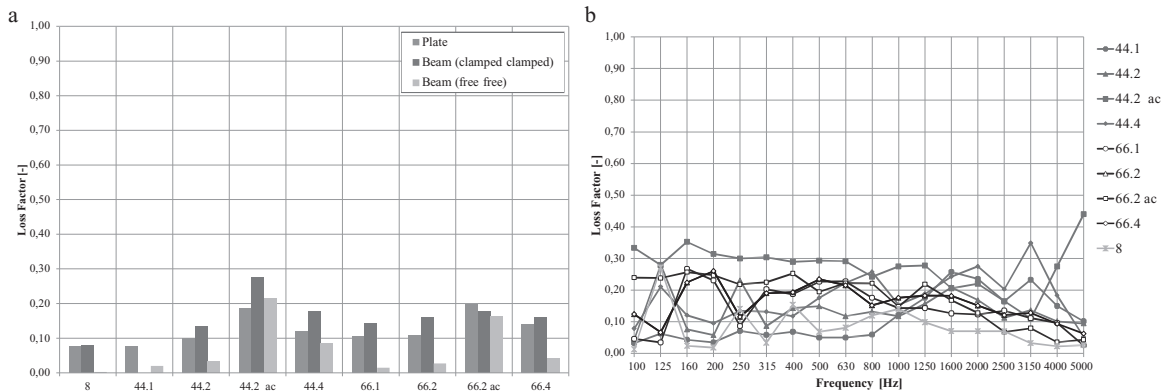 a
1,00
0,90
0,80
0,70
0,60
0,50
0,40
0,30
0,20
0,10
0,00
Loss Factor [-]
Plate
Beam (clamped clamped)
Beam (free free)
8 44.1 44.2 44.2 ac 44.4 66.1 66.2 66.2 ac 66.4
b
1,00
0,90
0,80
0,70
0,60
0,50
0,40
0,30
0,20
0,10
0,00
Loss Factor [-]
100 125 160 200 250 315 400 500 630 800 1000 1250 1600 2000 2500 3150 4000 5000
Frequency [Hz]
44.1
44.2
44.2 ac
44.4
66.1
66.2
66.2 ac
66.4
8